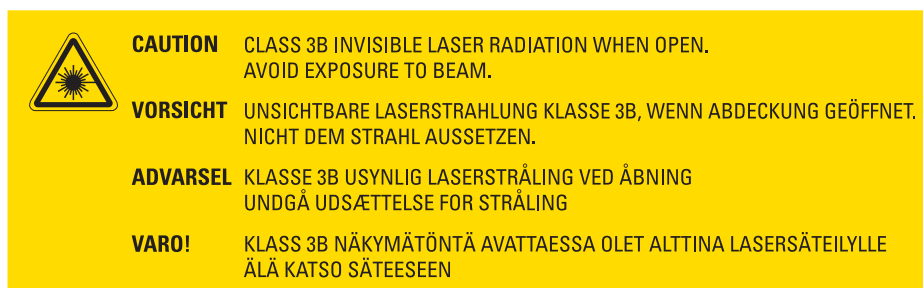 CAUTION CLASS 3B INVISIBLE LASER RADIATION WHEN OPEN.
AVOID EXPOSURE TO BEAM.
VORSICHT UNSICHTBARE LASERSTRAHLUNG KLASSE 3B, WENN ABDECKUNG GEÖFFNET.
NICHT DEM STRAHL AUSSETZEN.
ADVARSEL KLASSE 3B USYNLIG LASERSTRÅLING VED ÅBNING
UNDGÅ UDSÆTTELSE FOR STRÅLING
VARO! KLASS 3B NÄKYMÄTÖNTÄ AVATTAESSA OLET ALTTINA LASERSÄTEILYLLE
ÄLÄ KATSO SÄTEESEEN